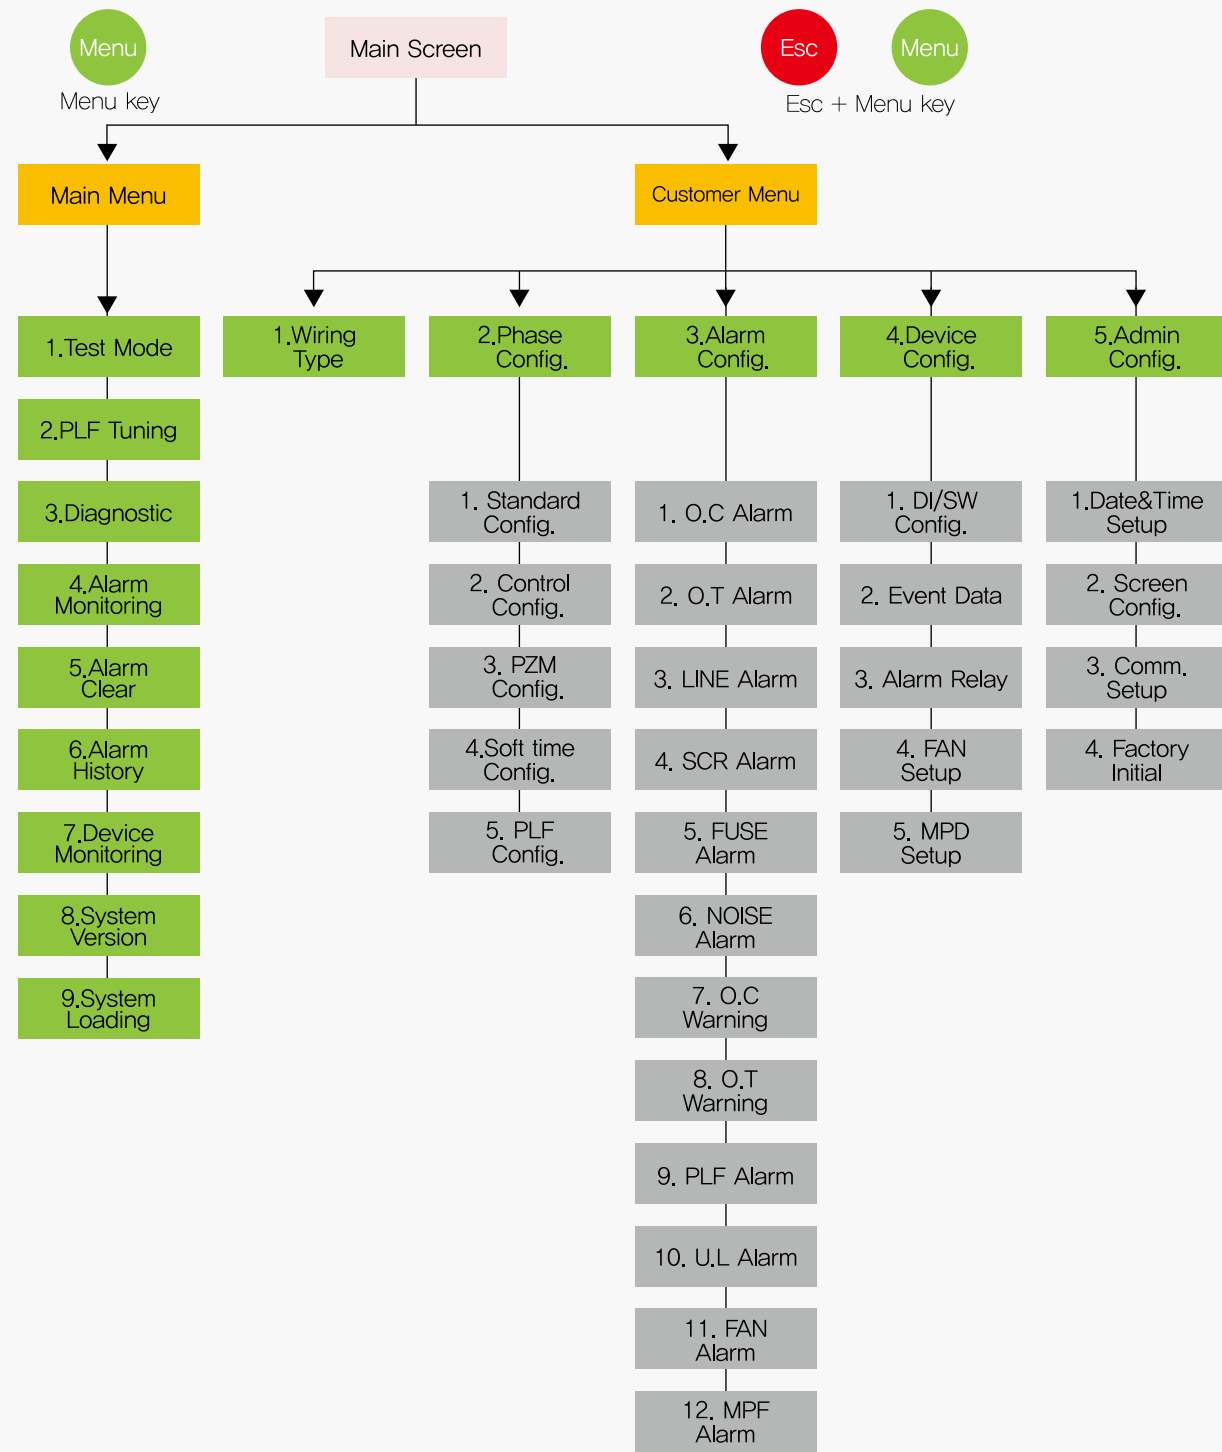 Menu
Menu key
Main Screen
Esc
Menu
Esc + Menu key
Main Menu
Customer Menu
1.Test Mode
2.PLF Tuning
3.Diagnostic
4.Alarm
Monitoring
5.Alarm
Clear
6.Alarm
History
7.Device
Monitoring
8.System
Version
9.System
Loading
1.Wiring
Type
2.Phase
Config.
1. Standard
Config.
2. Control
Config.
3. PZM
Config.
4.Soft time
Config.
5. PLF
Config.
3.Alarm
Config.
1. O.C Alarm
2. O.T Alarm
3. LINE Alarm
4. SCR Alarm
5. FUSE
Alarm
6. NOISE
Alarm
7. O.C
Warning
8. O.T
Warning
9. PLF Alarm
10. U.L Alarm
11. FAN
Alarm
12. MPF
Alarm
4.Device
Config.
1. DI/SW
Config.
2. Event Data
3. Alarm Relay
4. FAN
Setup
5. MPD
Setup
5.Admin
Config.
1.Date&Time
Setup
2. Screen
Config.
3. Comm.
Setup
4. Factory
Initial